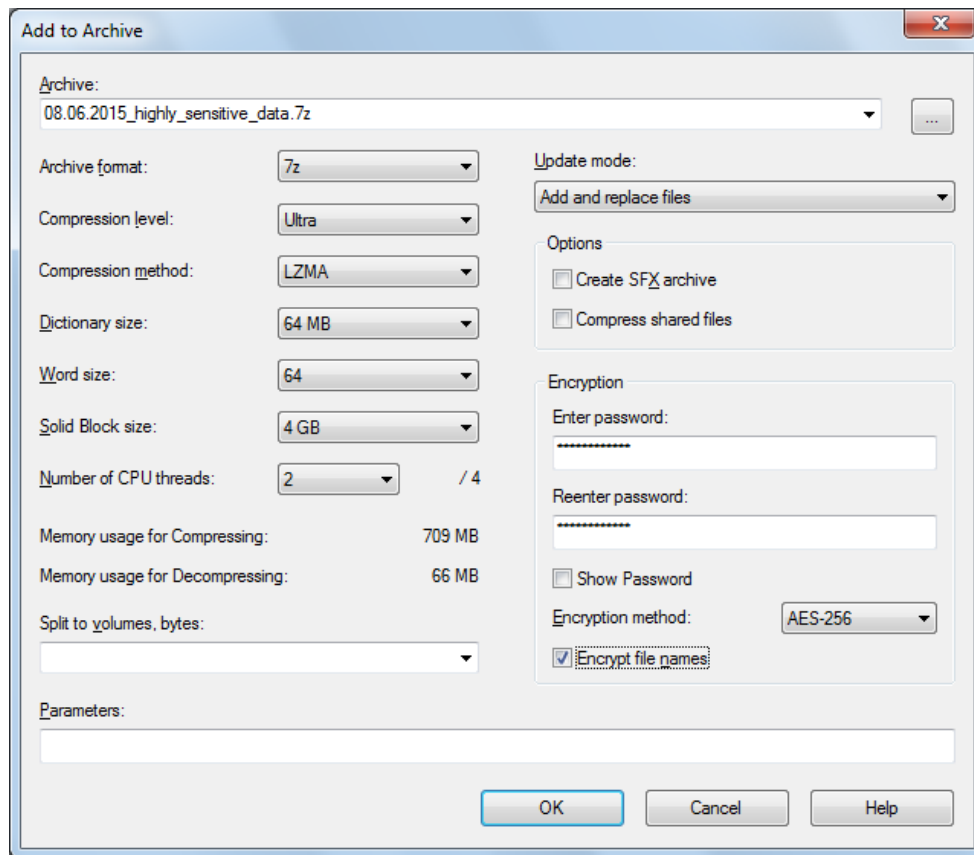 Add to Archive
Archive:
08.06.2015_highly_sensitive_data.7z
...
Archive format:
7z
Compression level:
Ultra
Compression method:
LZMA
Dictionary size:
64 MB
Word size:
64
Solid Block size:
4 GB
Number of CPU threads:
2
/ 4
Memory usage for Compressing:
709 MB
Memory usage for Decompressing:
66 MB
Split to volumes, bytes:
Update mode:
Add and replace files
Options
Create SFX archive
Compress shared files
Encryption
Enter password:
************
Reenter password:
************
Show Password
Encryption method:
AES-256
Encrypt file names
Parameters:
OK
Cancel
Help